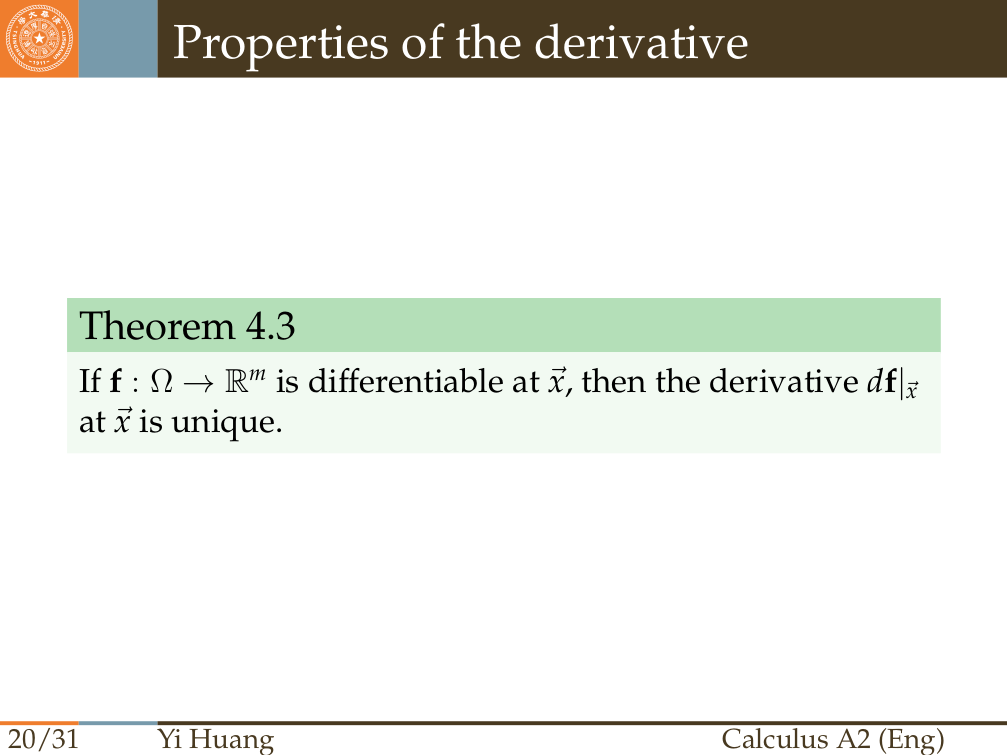 Properties of the derivative
Theorem 4.3
If f : Ω → ℝᵐ is differentiable at x⃗, then the derivative df|ₓ⃗
at x⃗ is unique.
20/31 Yi Huang Calculus A2 (Eng)